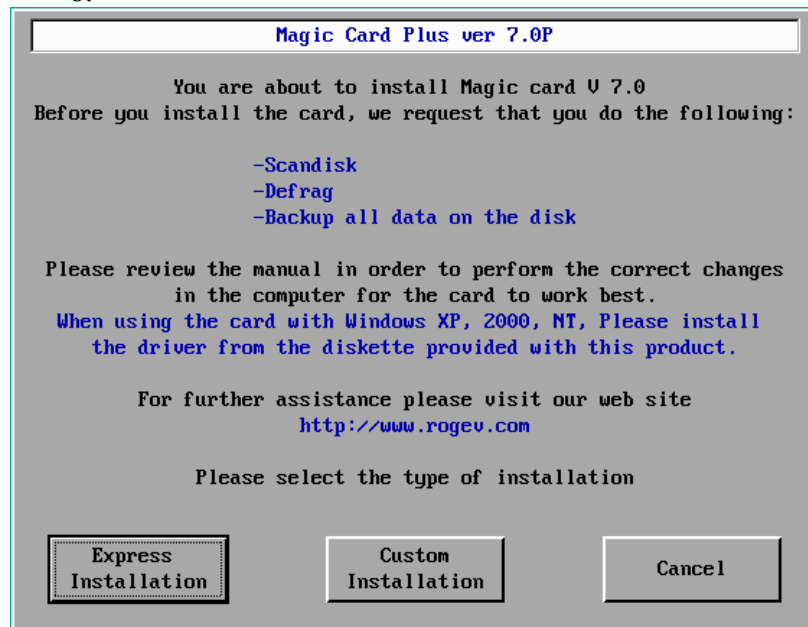 Magic Card Plus ver 7.0P
You are about to install Magic card V 7.0
Before you install the card, we request that you do the following:
-Scandisk
-Defrag
-Backup all data on the disk
Please review the manual in order to perform the correct changes
in the computer for the card to work best.
When using the card with Windows XP, 2000, NT, Please install
the driver from the diskette provided with this product.
For further assistance please visit our web site
http://www.rogev.com
Please select the type of installation
Express
Installation
Custom
Installation
Cancel